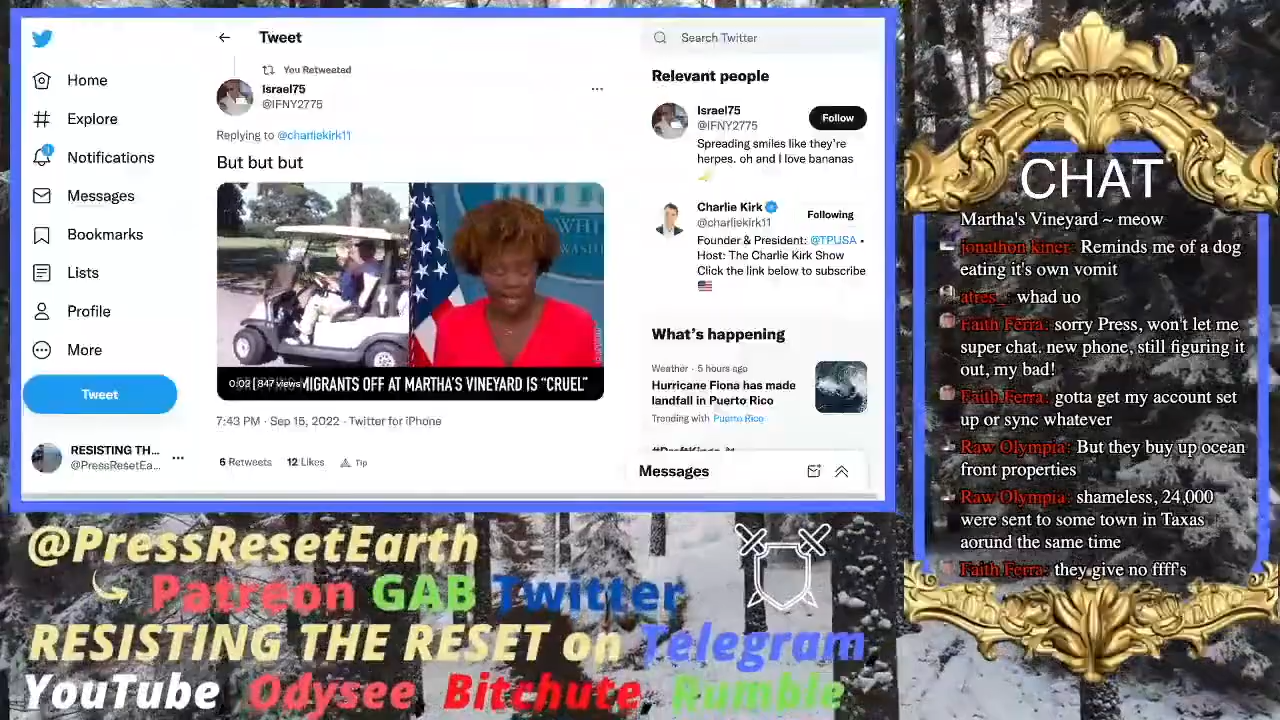 Tweet
Search Twitter
Home
Explore
Notifications
Messages
Bookmarks
Lists
Profile
More
Tweet
RESISTING TH...
@PressResetEa...
You Retweeted
Israel75
@IFNY2775
Replying to @charliekirk11
But but but
0:02 847 views
MIGRANTS OFF AT MARTHA'S VINEYARD IS "CRUEL"
7:43 PM · Sep 15, 2022 · Twitter for iPhone
6 Retweets 12 Likes Tip
Relevant people
Israel75
@IFNY2775
Follow
Spreading smiles like they're
herpes. oh and I love bananas
Charlie Kirk
@charliekirk11
Following
Founder & President: @TPUSA •
Host: The Charlie Kirk Show
Click the link below to subscribe
What's happening
Weather · 5 hours ago
Hurricane Fiona has made
landfall in Puerto Rico
Trending with Puerto Rico
Messages
CHAT
Martha's Vineyard ~ meow
jonathon kiner: Reminds me of a dog
eating it's own vomit
atres_: whad uo
Faith Ferra: sorry Press, won't let me
super chat. new phone, still figuring it
out, my bad!
Faith Ferra: gotta get my account set
up or sync whatever
Raw Olympia: But they buy up ocean
front properties
Raw Olympia: shameless, 24,000
were sent to some town in Taxas
aorund the same time
Faith Ferra: they give no ffff's
@PressResetEarth
Patreon GAB Twitter
RESISTING THE RESET on Telegram
YouTube Odysee Bitchute Rumble